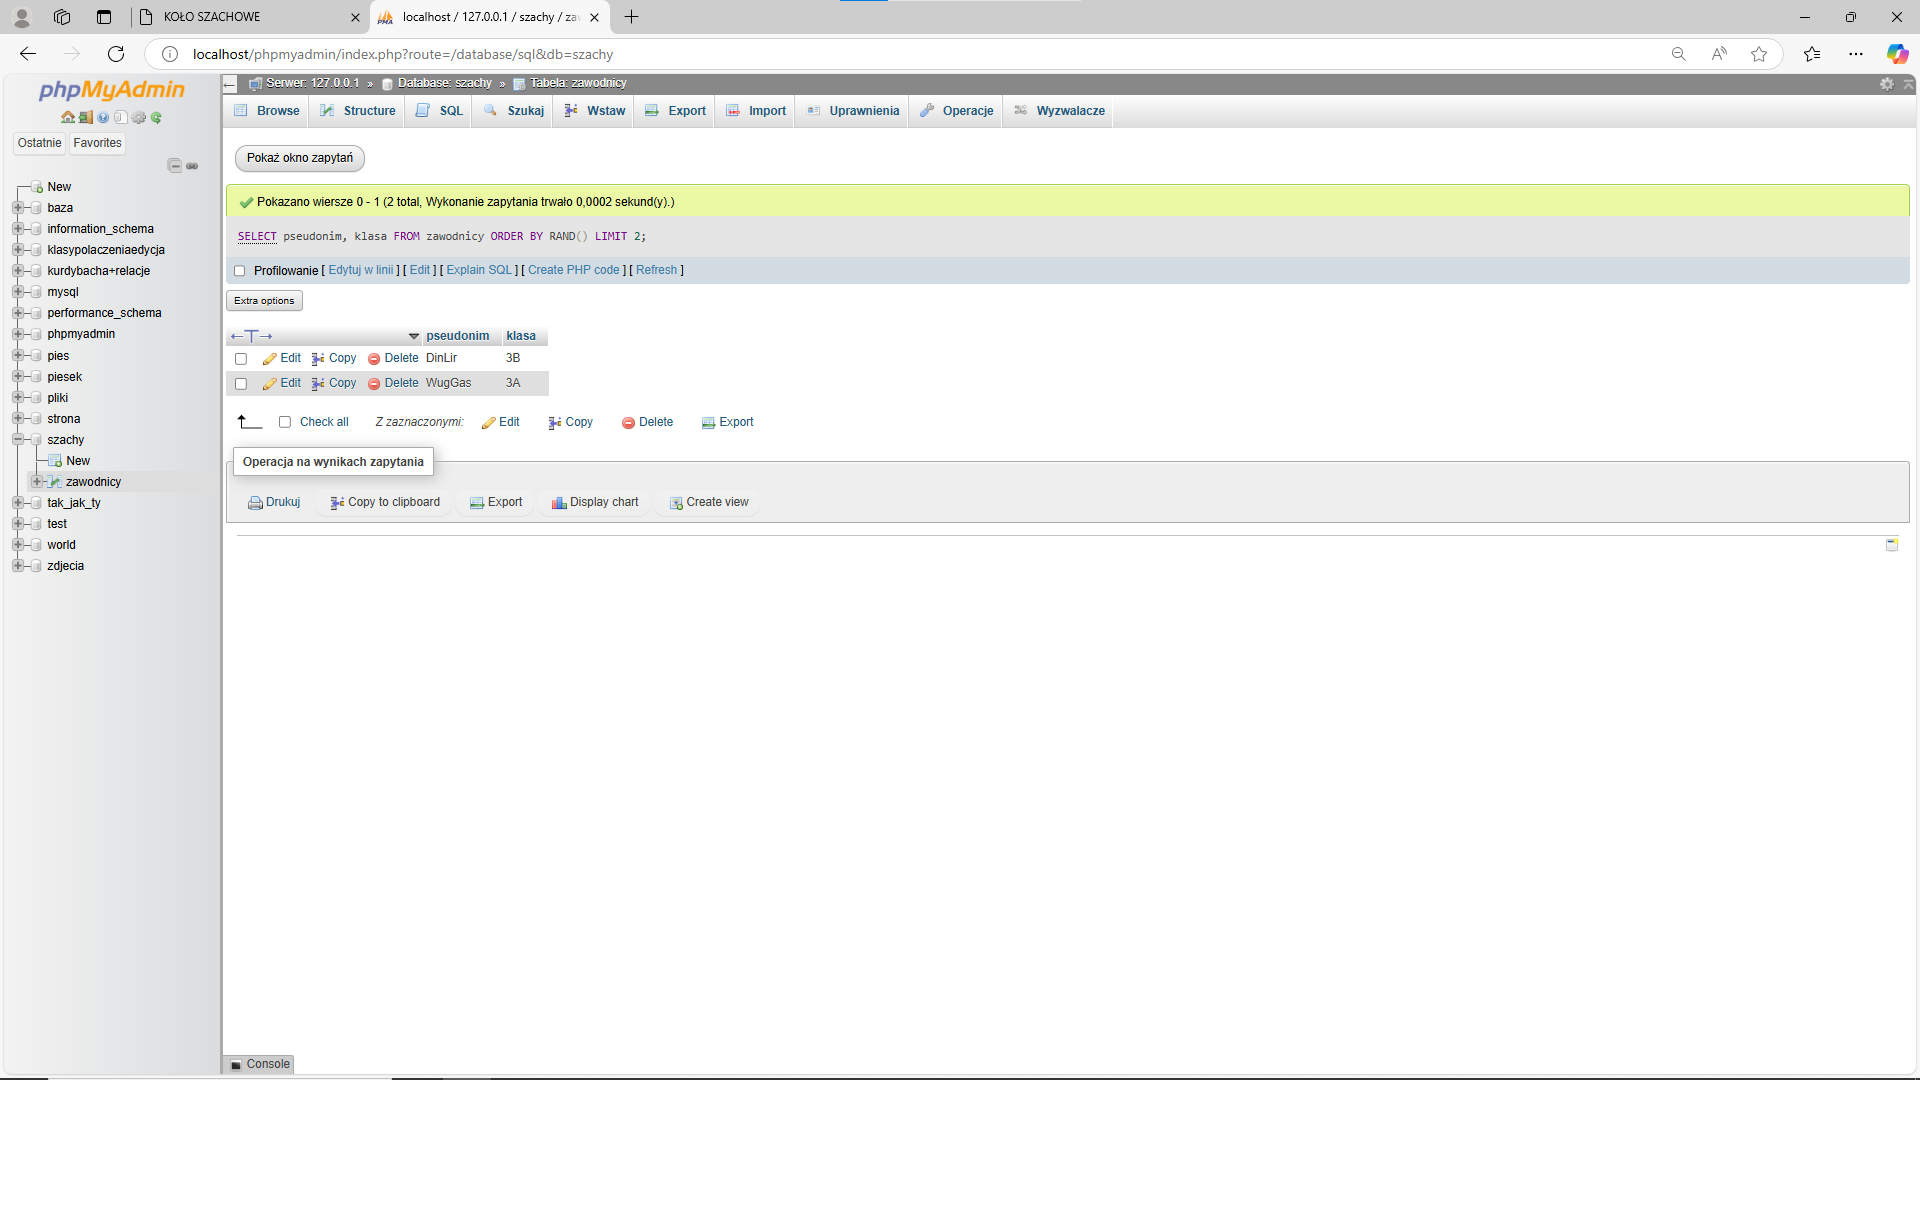 KOŁO SZACHOWE
localhost / 127.0.0.1 / szachy / za
localhost/phpmyadmin/index.php?route=/database/sql&db=szachy
phpMyAdmin
Ostatnie
Favorites
New
baza
information_schema
klasypolaczeniaedycja
kurdybacha+relacje
mysql
performance_schema
phpmyadmin
pies
piesek
pliki
strona
szachy
New
zawodnicy
tak_jak_ty
test
world
zdjecia
Serwer: 127.0.0.1 » Database: szachy » Tabela: zawodnicy
Browse Structure SQL Szukaj Wstaw Export Import Uprawnienia Operacje Wyzwalacze
Pokaż okno zapytań
Pokazano wiersze 0 - 1 (2 total, Wykonanie zapytania trwało 0,0002 sekund(y).)
SELECT pseudonim, klasa FROM zawodnicy ORDER BY RAND() LIMIT 2;
Profilowanie [ Edytuj w linii ] [ Edit ] [ Explain SQL ] [ Create PHP code ] [ Refresh ]
Extra options
←T→ pseudonim klasa
Edit Copy Delete DinLir 3B
Edit Copy Delete WugGas 3A
Check all Z zaznaczonymi: Edit Copy Delete Export
Operacja na wynikach zapytania
Drukuj Copy to clipboard Export Display chart Create view
Console